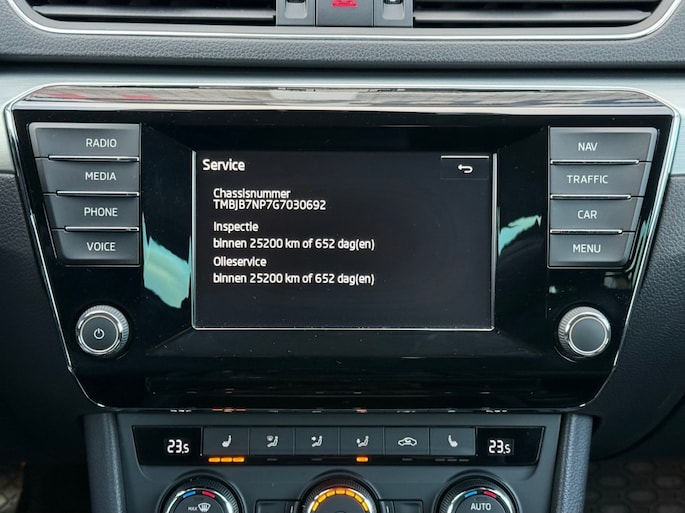 RADIO
MEDIA
PHONE
VOICE
Service
Chassisnummer
TMBJB7NP7G7030692
Inspectie
binnen 25200 km of 652 dag(en)
Olieservice
binnen 25200 km of 652 dag(en)
NAV
TRAFFIC
CAR
MENU
23.5
23.5
MAX
AUTO